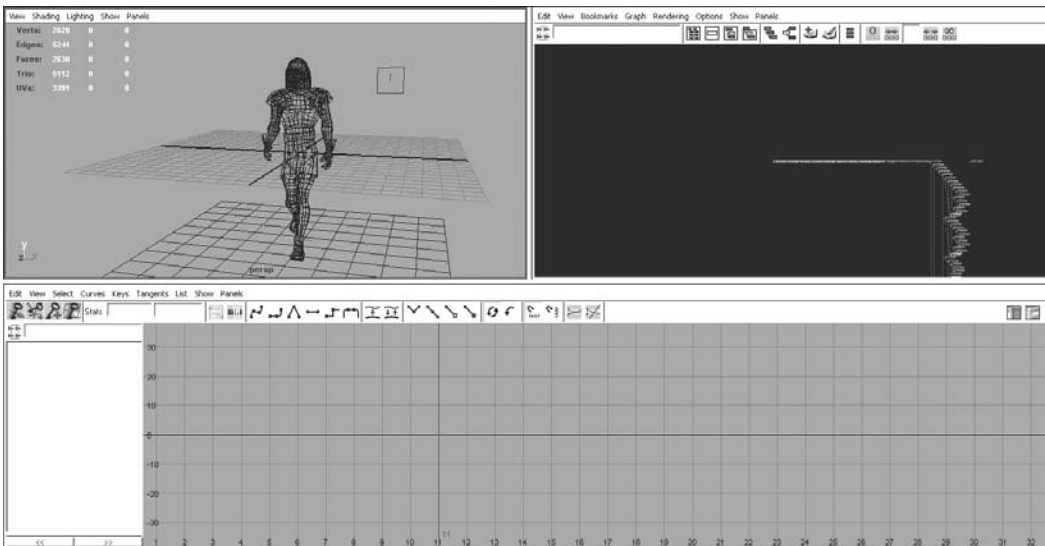 View Shading Lighting Show Panels
Verts: 2820 0 0
Edges: 6241 0 0
Faces: 2630 0 0
Tris: 5112 0 0
UVs: 3391 0 0
y
z x
persp
Edit View Bookmarks Graph Rendering Options Show Panels
Edit View Select Curves Keys Tangents List Show Panels
Stats
30
20
10
0
-10
-20
-30
11
<< >> 1 2 3 4 5 6 7 8 9 10 11 12 13 14 15 16 17 18 19 20 21 22 23 24 25 26 27 28 29 30 31 32